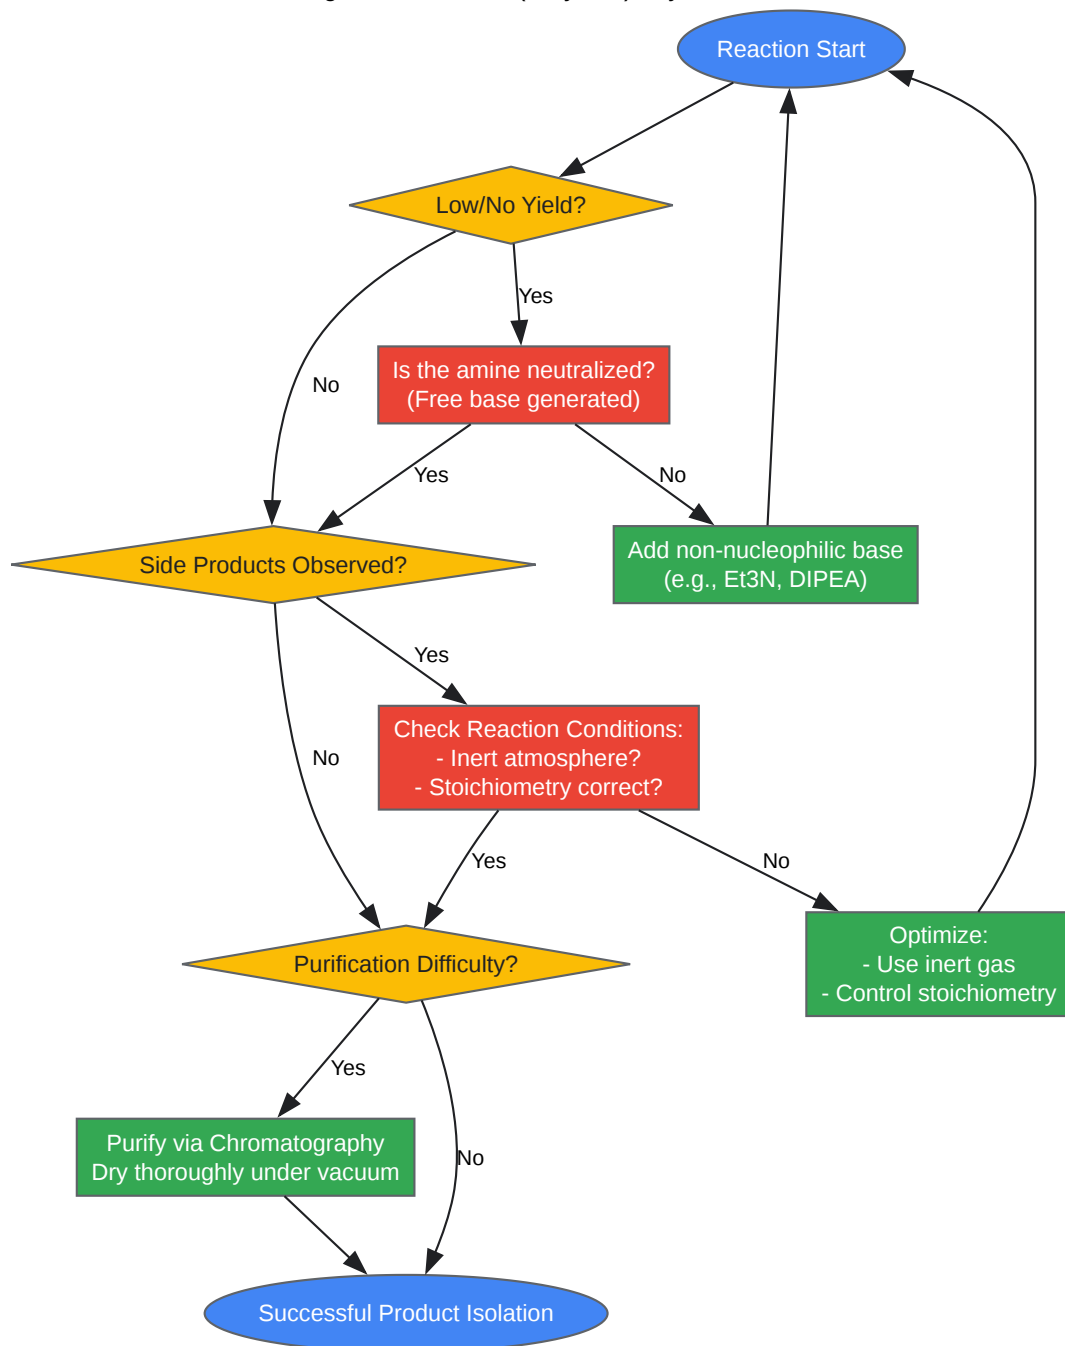 Reaction Start
Low/No Yield?
Yes
Is the amine neutralized?
(Free base generated)
No
Yes
No
Add non-nucleophilic base
(e.g., Et3N, DIPEA)
Side Products Observed?
Yes
Check Reaction Conditions:
- Inert atmosphere?
- Stoichiometry correct?
No
Yes
No
Optimize:
- Use inert gas
- Control stoichiometry
Purification Difficulty?
Yes
Purify via Chromatography
Dry thoroughly under vacuum
No
Successful Product Isolation